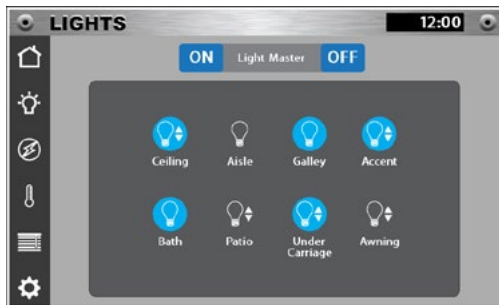 LIGHTS
12:00
ON Light Master OFF
Ceiling Aisle Galley Accent
Bath Patio Under Carriage Awning